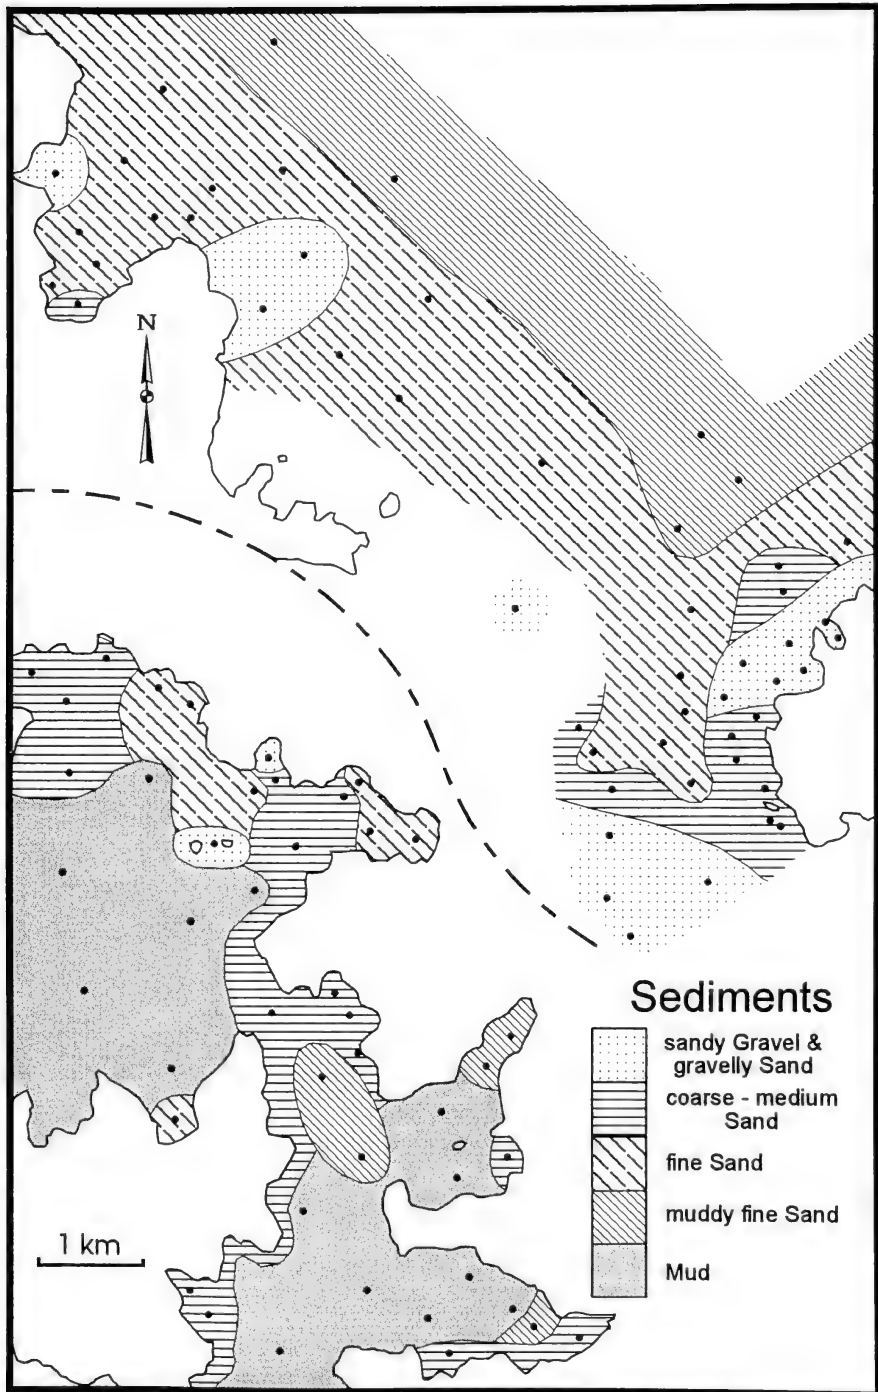 N
Sediments
sandy Gravel &
gravelly Sand
coarse - medium
Sand
fine Sand
muddy fine Sand
Mud
1 km